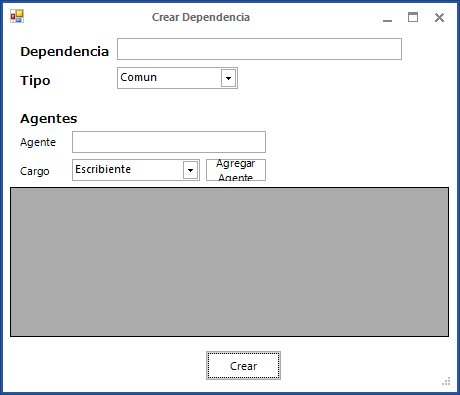 Crear Dependencia
Dependencia
Tipo
Comun
Agentes
Agente
Cargo
Escribiente
Agregar
Agente
Crear